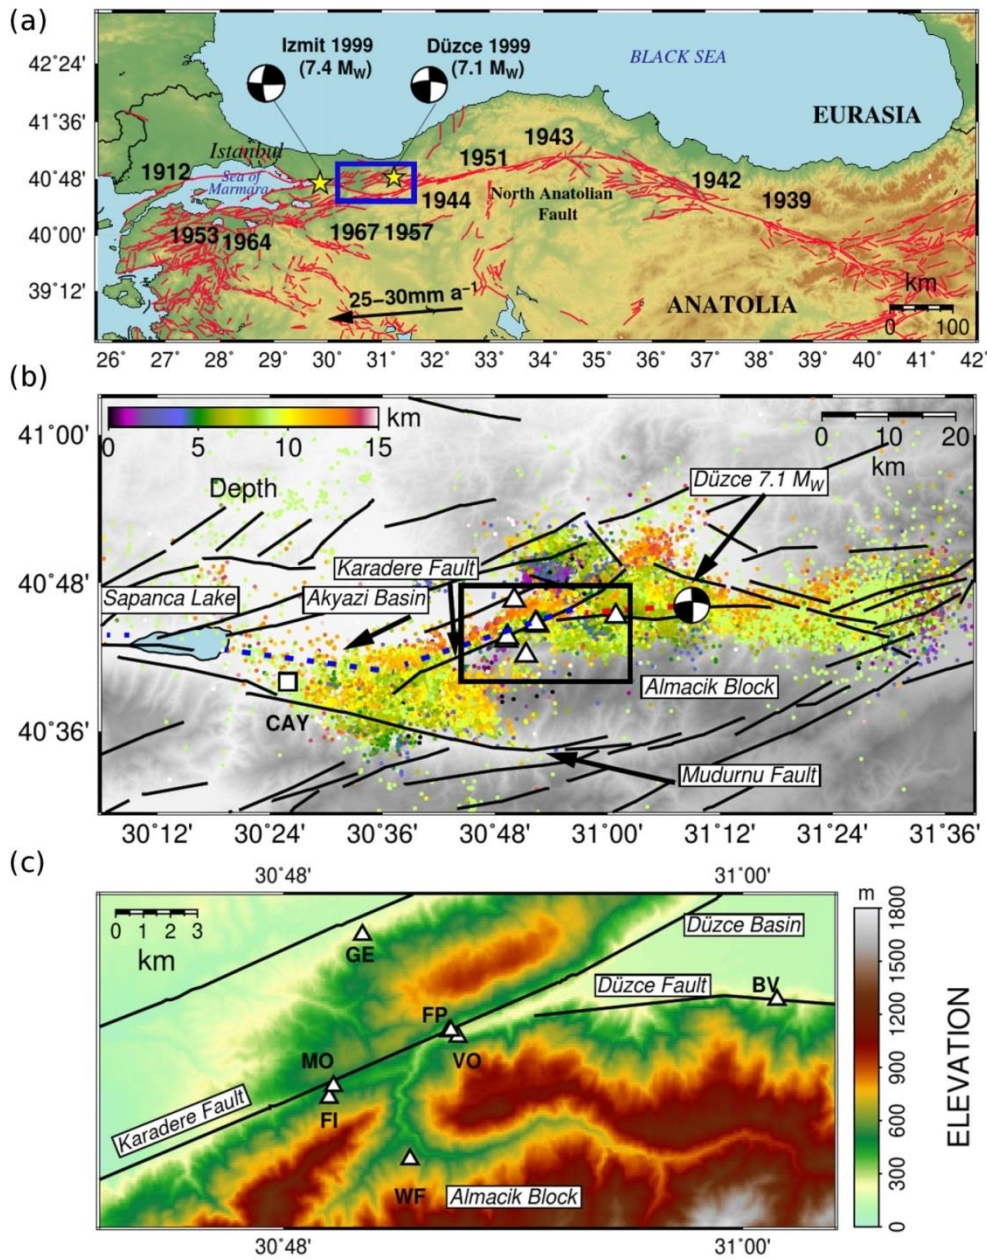 (a)
Izmit 1999
(7.4 Mw)
Düzce 1999
(7.1 Mw)
BLACK SEA
EURASIA
42˚24'
41˚36'
40˚48'
40˚00'
39˚12'
1912
Istanbul
Sea of
Marmara
1951
1943
1944
North Anatolian
Fault
1942
1939
1953
1964
1967
1957
25−30mm a⁻¹
ANATOLIA
km
0 100
26˚ 27˚ 28˚ 29˚ 30˚ 31˚ 32˚ 33˚ 34˚ 35˚ 36˚ 37˚ 38˚ 39˚ 40˚ 41˚ 42˚
(b)
km
0 5 10 15
0 10 20
km
Depth
Düzce 7.1 Mw
41˚00'
40˚48'
40˚36'
Karadere Fault
Sapanca Lake
Akyazi Basin
Almacik Block
CAY
Mudurnu Fault
30˚12' 30˚24' 30˚36' 30˚48' 31˚00' 31˚12' 31˚24' 31˚36'
(c)
30˚48' 31˚00'
0 1 2 3
km
GE
Düzce Basin
Düzce Fault
BV
FP
VO
MO
FI
Karadere Fault
WF
Almacik Block
30˚48' 31˚00'
m
1800
1500
1200
900
600
300
0
ELEVATION